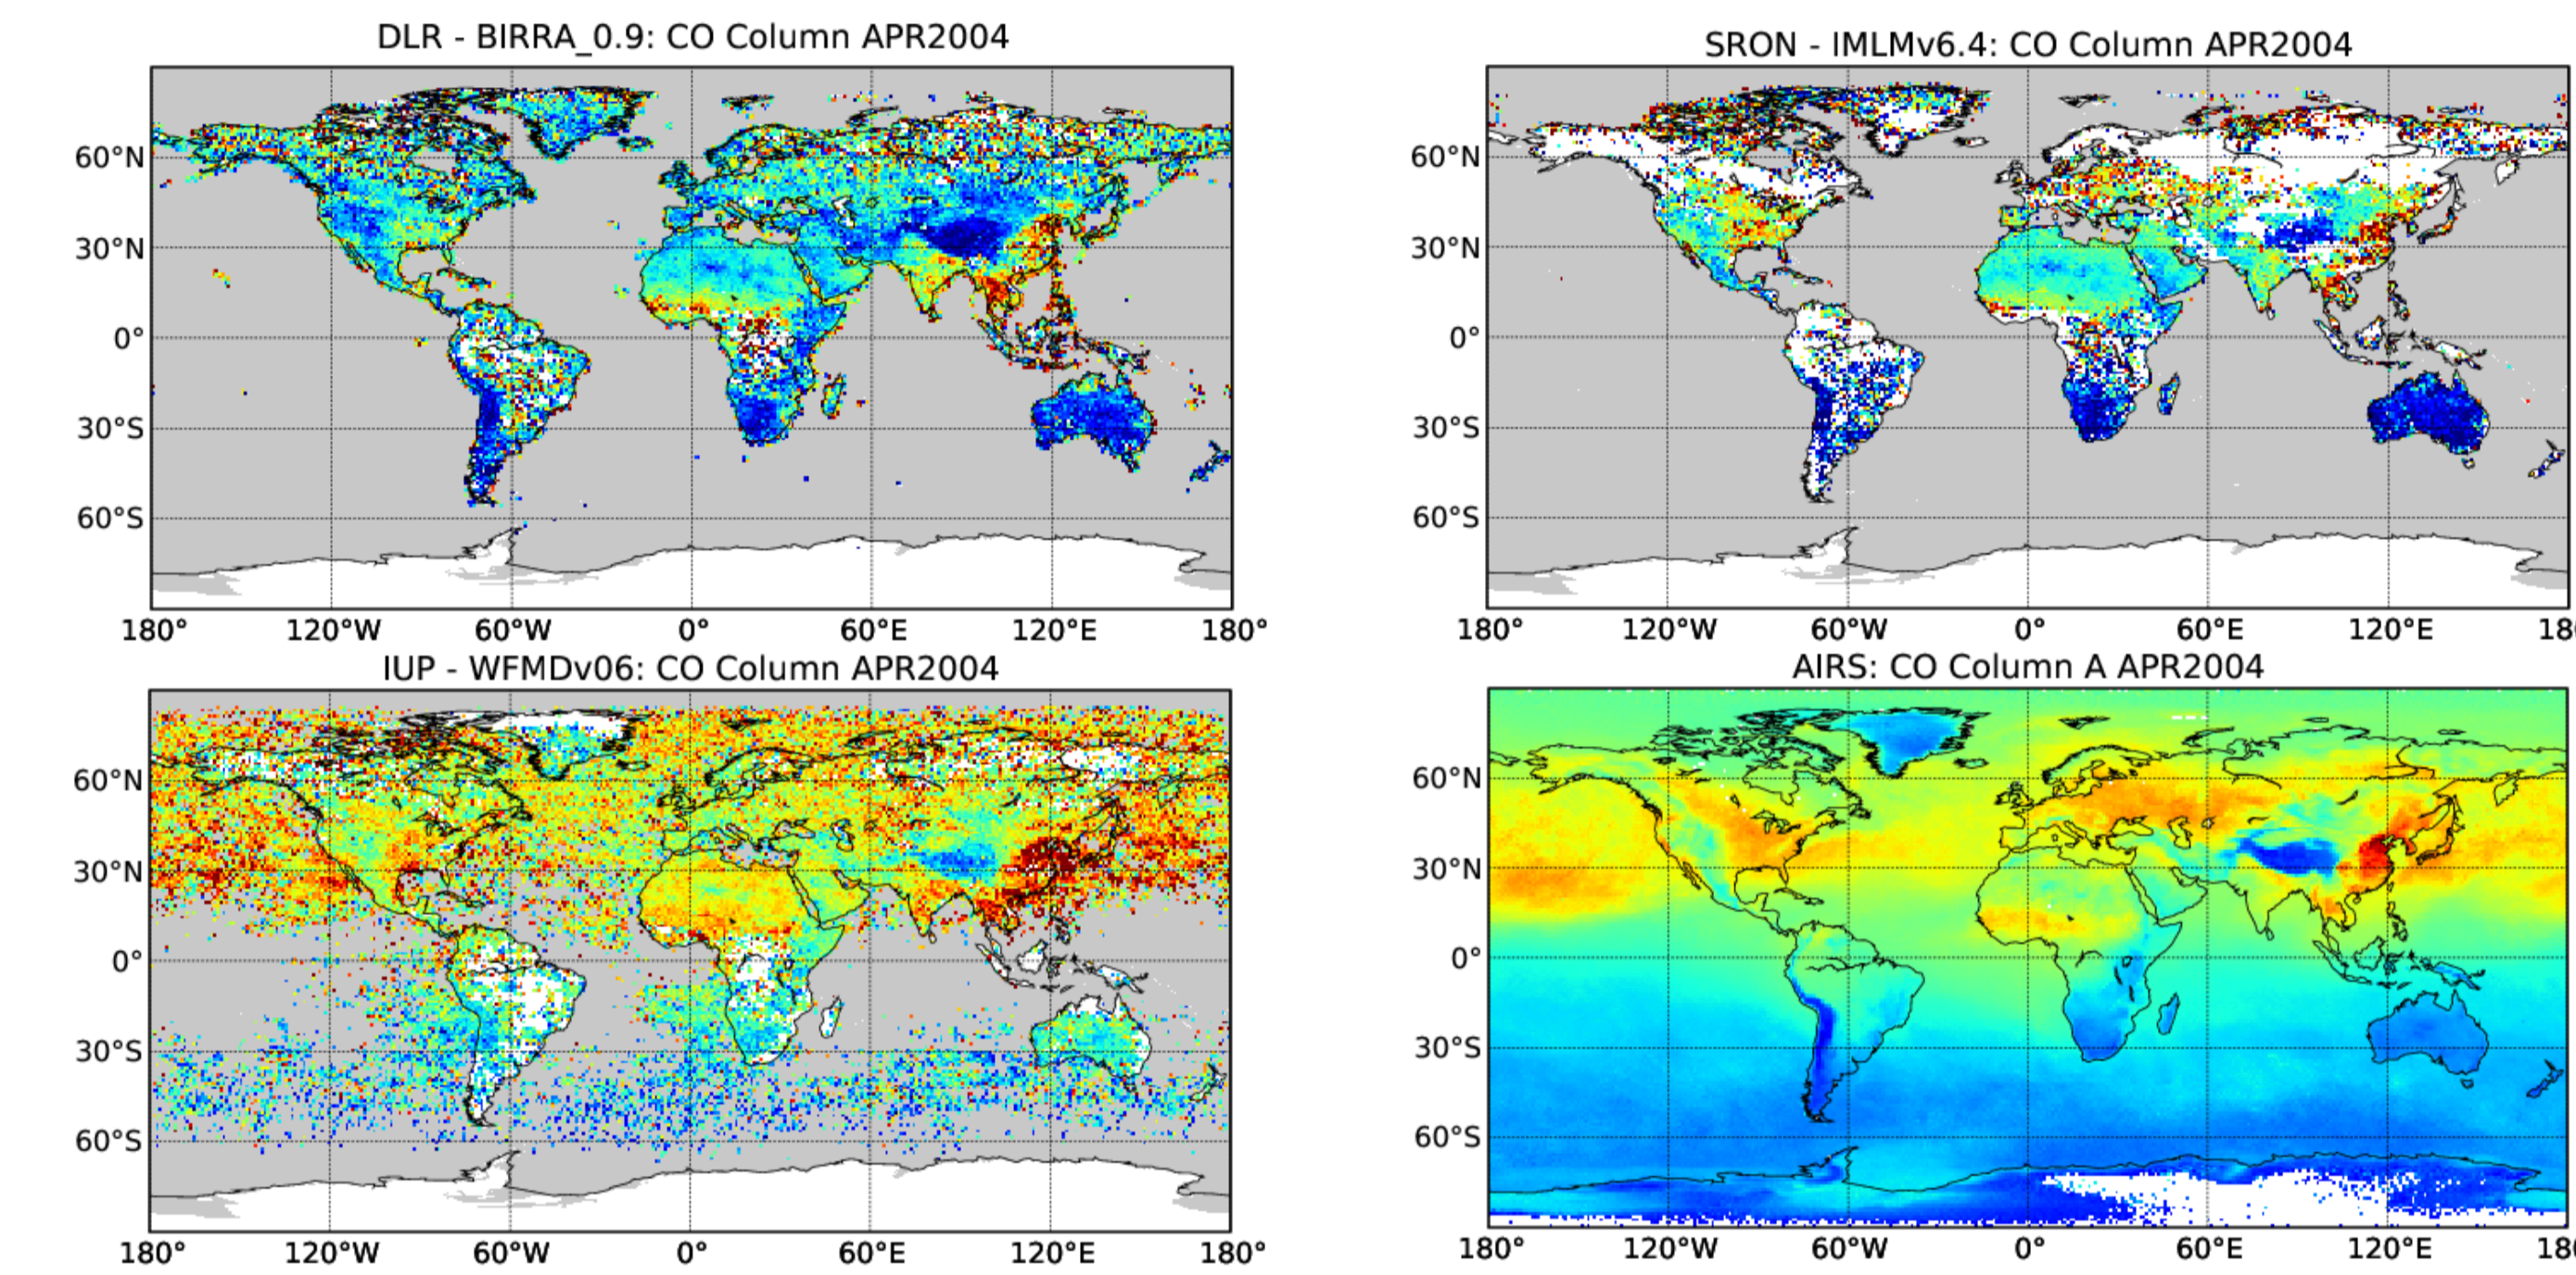 DLR - BIRRA_0.9: CO Column APR2004
60°N
30°N
0°
30°S
60°S
180° 120°W 60°W 0° 60°E 120°E 180°
SRON - IMLMv6.4: CO Column APR2004
60°N
30°N
0°
30°S
60°S
180° 120°W 60°W 0° 60°E 120°E 18
IUP - WFMDv06: CO Column APR2004
60°N
30°N
0°
30°S
60°S
180° 120°W 60°W 0° 60°E 120°E 180°
AIRS: CO Column A APR2004
60°N
30°N
0°
30°S
60°S
180° 120°W 60°W 0° 60°E 120°E 18